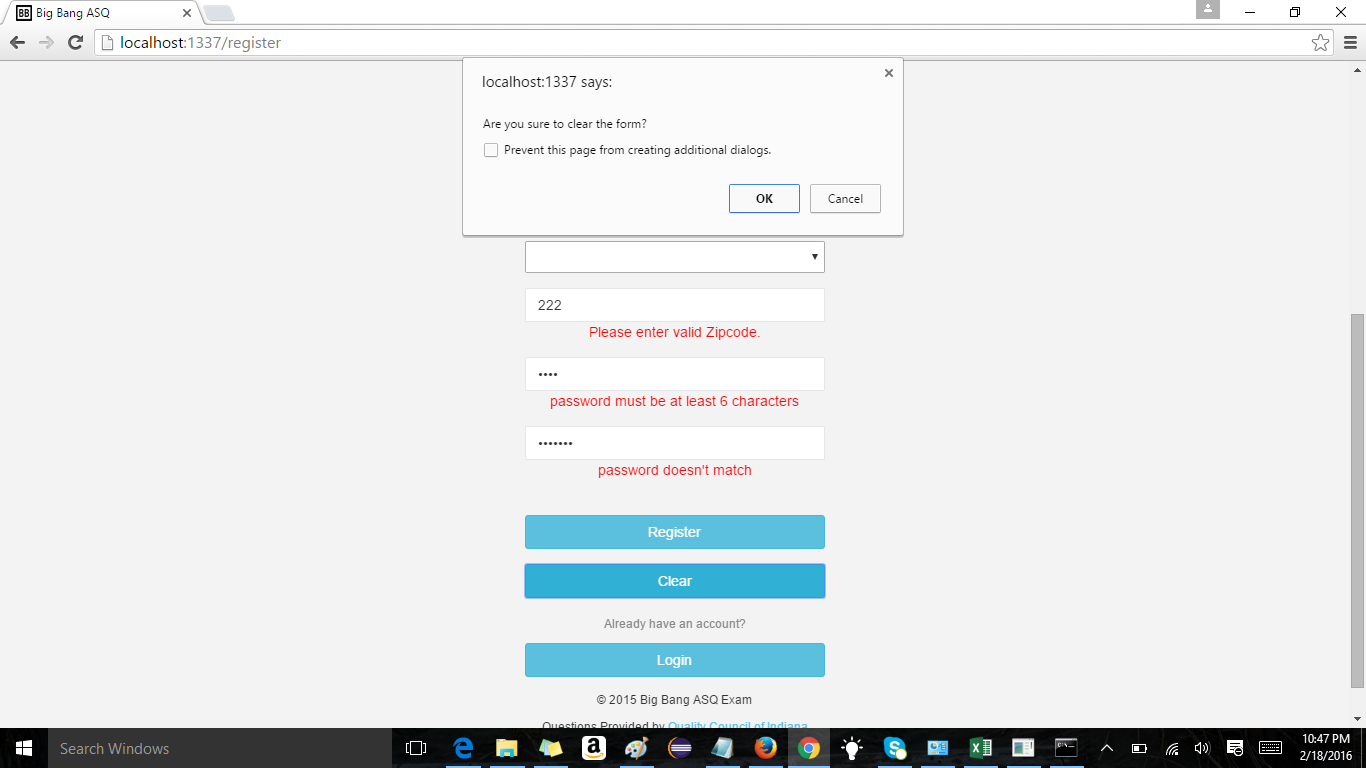 BB Big Bang ASQ
localhost:1337/register
localhost:1337 says:
Are you sure to clear the form?
Prevent this page from creating additional dialogs.
OK Cancel
222
Please enter valid Zipcode.
password must be at least 6 characters
password doesn't match
Register
Clear
Already have an account?
Login
© 2015 Big Bang ASQ Exam
Questions Provided by Quality Council of Indiana
Search Windows
10:47 PM
2/18/2016